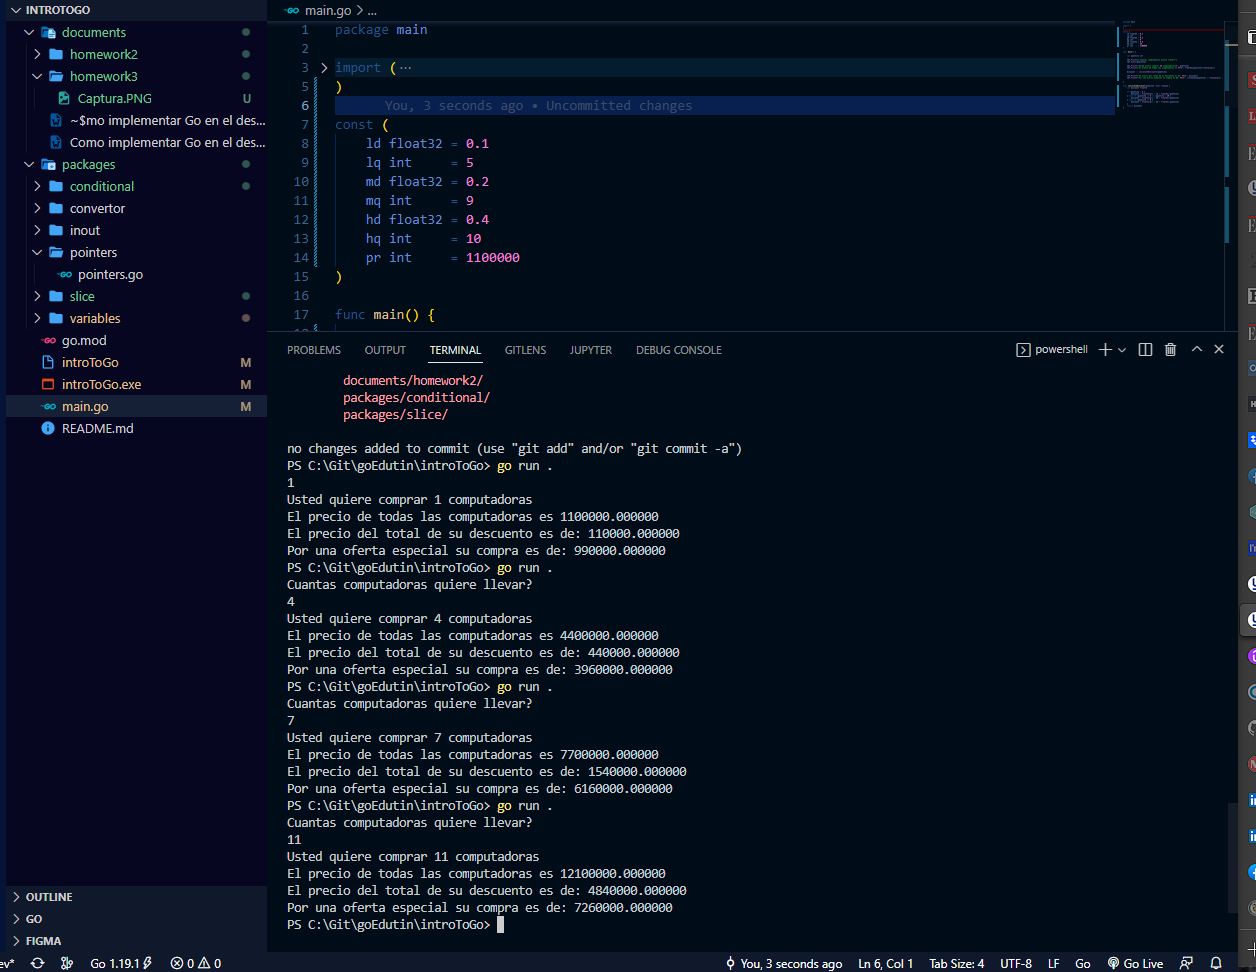 INTROTOGO
documents
homework2
homework3
Captura.PNG U
~$mo implementar Go en el des...
Como implementar Go en el des...
packages
conditional
convertor
inout
pointers
pointers.go
slice
variables
go.mod
introToGo M
introToGo.exe M
main.go M
README.md
OUTLINE
GO
FIGMA
main.go > ...
1 package main
2
3 import (...
5 )
6 You, 3 seconds ago • Uncommitted changes
7 const (
8 ld float32 = 0.1
9 lq int = 5
10 md float32 = 0.2
11 mq int = 9
12 hd float32 = 0.4
13 hq int = 10
14 pr int = 1100000
15 )
16
17 func main() {
PROBLEMS OUTPUT TERMINAL GITLENS JUPYTER DEBUG CONSOLE powershell
documents/homework2/
packages/conditional/
packages/slice/
no changes added to commit (use "git add" and/or "git commit -a")
PS C:\Git\goEdutin\introToGo> go run .
1
Usted quiere comprar 1 computadoras
El precio de todas las computadoras es 1100000.000000
El precio del total de su descuento es de: 110000.000000
Por una oferta especial su compra es de: 990000.000000
PS C:\Git\goEdutin\introToGo> go run .
Cuantas computadoras quiere llevar?
4
Usted quiere comprar 4 computadoras
El precio de todas las computadoras es 4400000.000000
El precio del total de su descuento es de: 440000.000000
Por una oferta especial su compra es de: 3960000.000000
PS C:\Git\goEdutin\introToGo> go run .
Cuantas computadoras quiere llevar?
7
Usted quiere comprar 7 computadoras
El precio de todas las computadoras es 7700000.000000
El precio del total de su descuento es de: 1540000.000000
Por una oferta especial su compra es de: 6160000.000000
PS C:\Git\goEdutin\introToGo> go run .
Cuantas computadoras quiere llevar?
11
Usted quiere comprar 11 computadoras
El precio de todas las computadoras es 12100000.000000
El precio del total de su descuento es de: 4840000.000000
Por una oferta especial su compra es de: 7260000.000000
PS C:\Git\goEdutin\introToGo>
ev* Go 1.19.1 0 0 You, 3 seconds ago Ln 6, Col 1 Tab Size: 4 UTF-8 LF Go Go Live